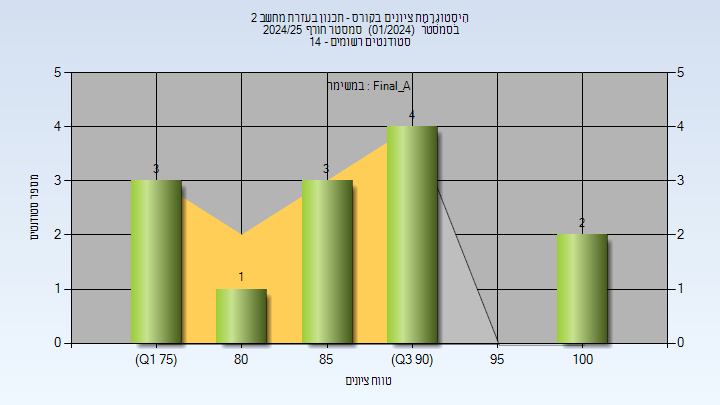 היסטוגרמת ציונים בקורס - תכנון בעזרת מחשב 2
בסמסטר (01/2024) סמסטר חורף 2024/25
סטודנטים רשומים - 14
במשימה : Final_A
מספר סטודנטים
5
4
3
2
1
0
5
4
3
2
1
0
3
1
3
4
2
(Q1 75)
80
85
(Q3 90)
95
100
טווח ציונים